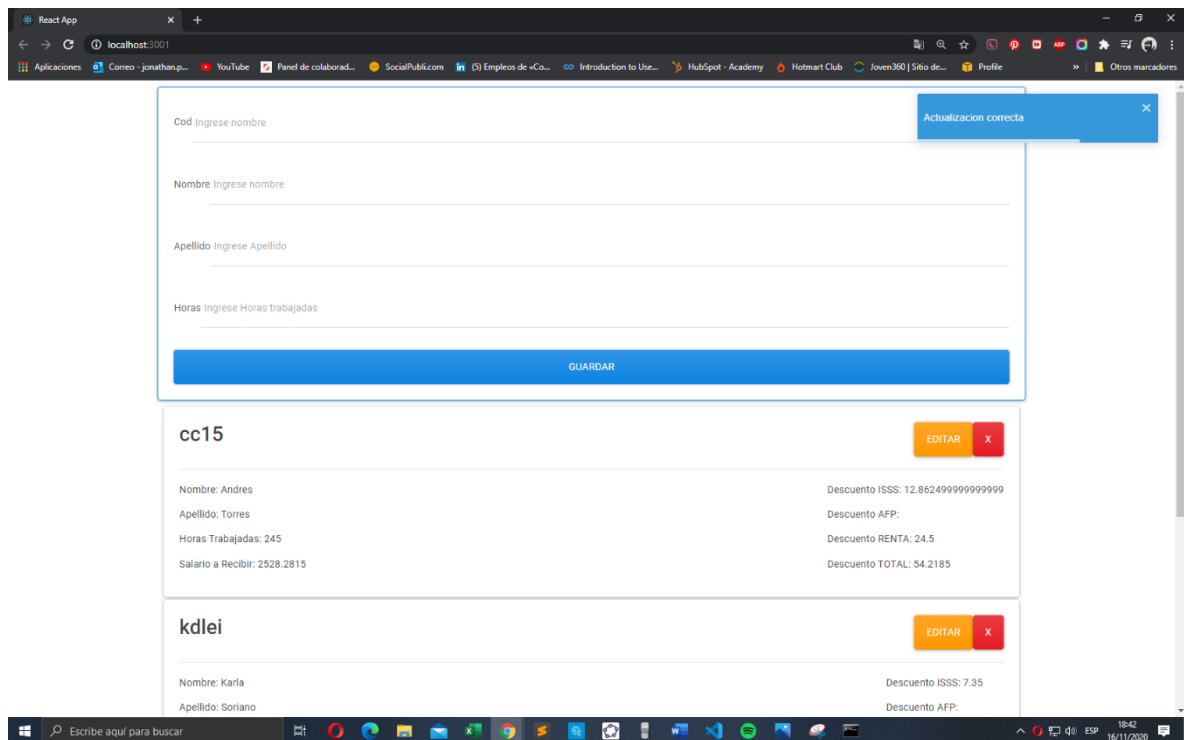 React App
localhost:3001
ABP
Aplicaciones
Correo - jonathan.p...
YouTube
Panel de colaborad...
SocialPubli.com
(5) Empleos de «Co...
Introduction to Use...
HubSpot - Academy
Hotmart Club
Joven360 | Sitio de...
Profile
»
Otros marcadores
Actualizacion correcta
Cod Ingrese nombre
Nombre Ingrese nombre
Apellido Ingrese Apellido
Horas Ingrese Horas trabajadas
GUARDAR
cc15
EDITAR
X
Nombre: Andres
Descuento ISSS: 12.862499999999999
Apellido: Torres
Descuento AFP:
Horas Trabajadas: 245
Descuento RENTA: 24.5
Salario a Recibir: 2528.2815
Descuento TOTAL: 54.2185
kdlei
EDITAR
X
Nombre: Karla
Descuento ISSS: 7.35
Apellido: Soriano
Descuento AFP:
Escribe aquí para buscar
ESP
18:42
16/11/2020